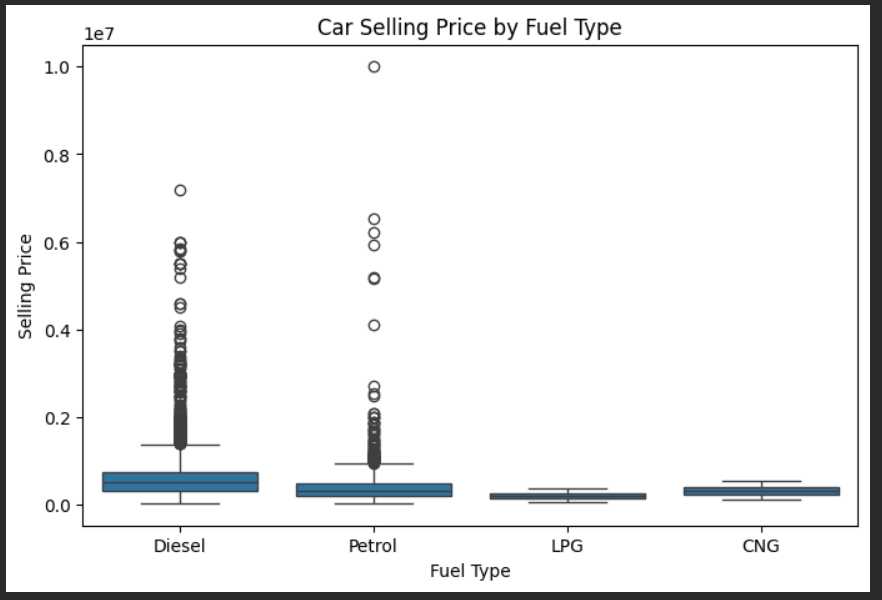 Car Selling Price by Fuel Type
1e7
1.0
0.8
0.6
0.4
0.2
0.0
Selling Price
Diesel Petrol LPG CNG
Fuel Type